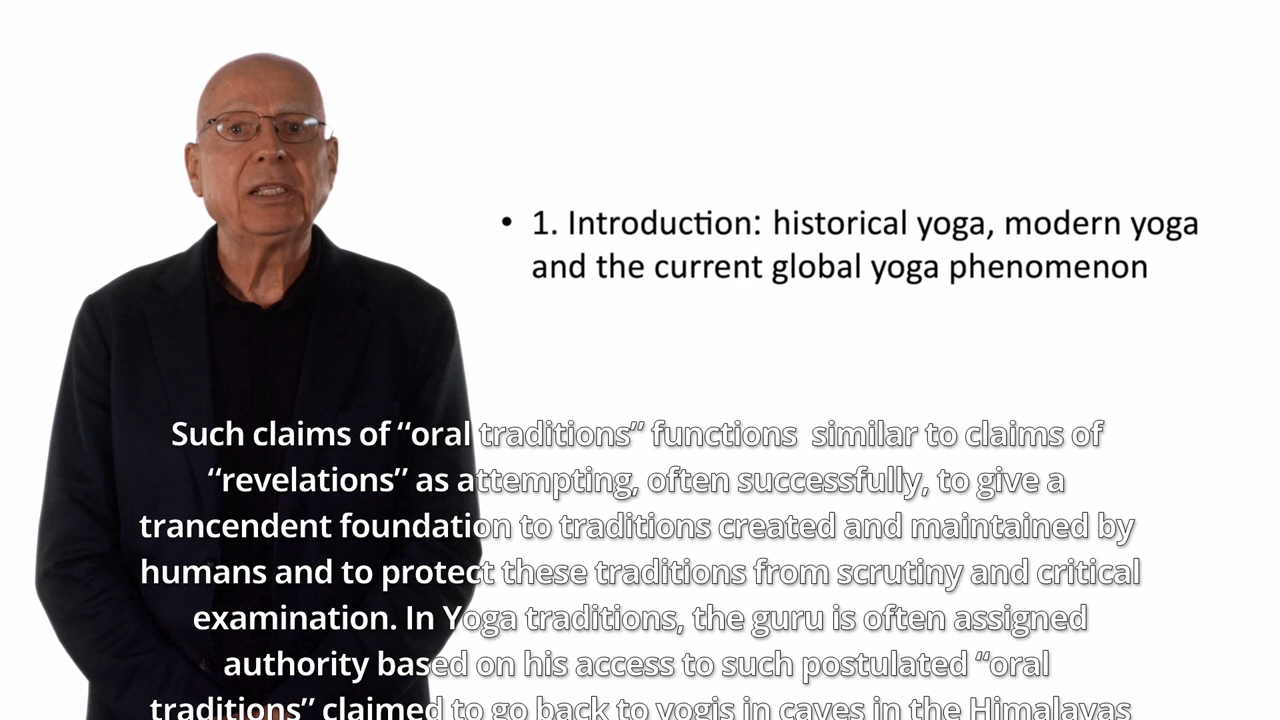 • 1. Introduction: historical yoga, modern yoga
and the current global yoga phenomenon
Such claims of “oral traditions” functions  similar to claims of
“revelations” as attempting, often successfully, to give a
trancendent foundation to traditions created and maintained by
humans and to protect these traditions from scrutiny and critical
examination. In Yoga traditions, the guru is often assigned
authority based on his access to such postulated “oral
traditions” claimed to go back to yogis in caves in the Himalayas